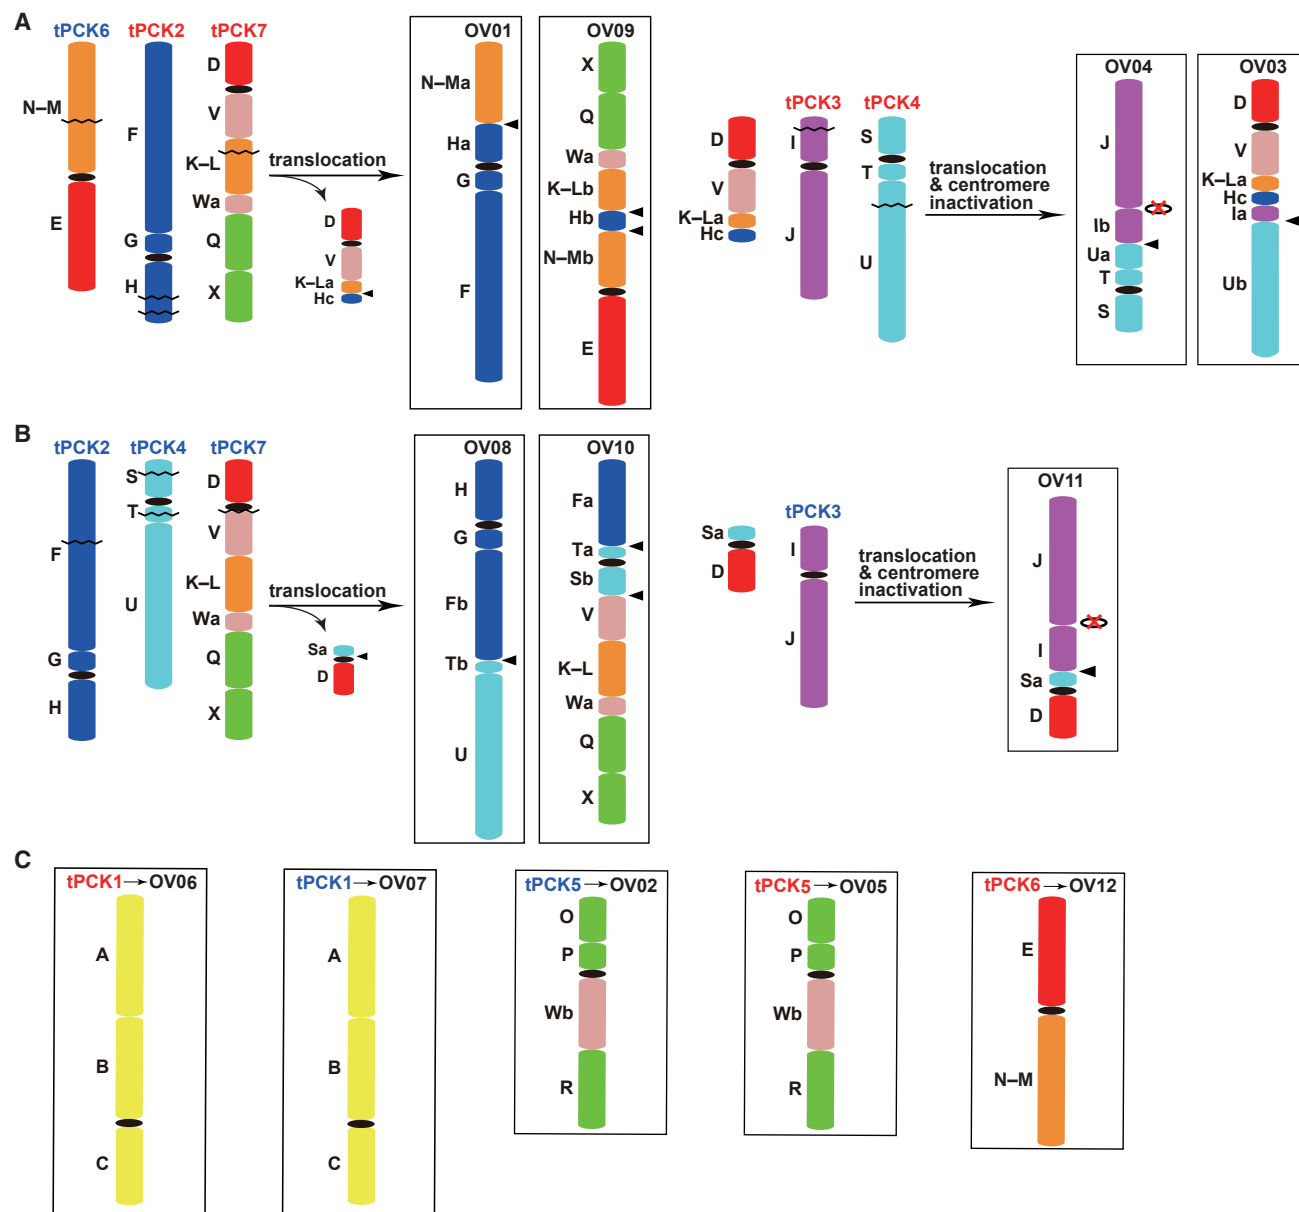 A
tPCK6 tPCK2 tPCK7
N–M
E
F
G
H
D
V
K–L
Wa
Q
X
translocation
D
V
K–La
Hc
OV01
N–Ma
Ha
G
F
OV09
X
Q
Wa
K–Lb
Hb
N–Mb
E
D
V
K–La
Hc
tPCK3 tPCK4
I
J
S
T
U
translocation
& centromere
inactivation
OV04
J
Ib
Ua
T
S
OV03
D
V
K–La
Hc
Ia
Ub
B
tPCK2 tPCK4 tPCK7
F
G
H
S
T
U
D
V
K–L
Wa
Q
X
translocation
Sa
D
OV08
H
G
Fb
Tb
U
OV10
Fa
Ta
Sb
V
K–L
Wa
Q
X
Sa
D
tPCK3
I
J
translocation
& centromere
inactivation
OV11
J
I
Sa
D
C
tPCK1→OV06
A
B
C
tPCK1→OV07
A
B
C
tPCK5→OV02
O
P
Wb
R
tPCK5→OV05
O
P
Wb
R
tPCK6→OV12
E
N–M